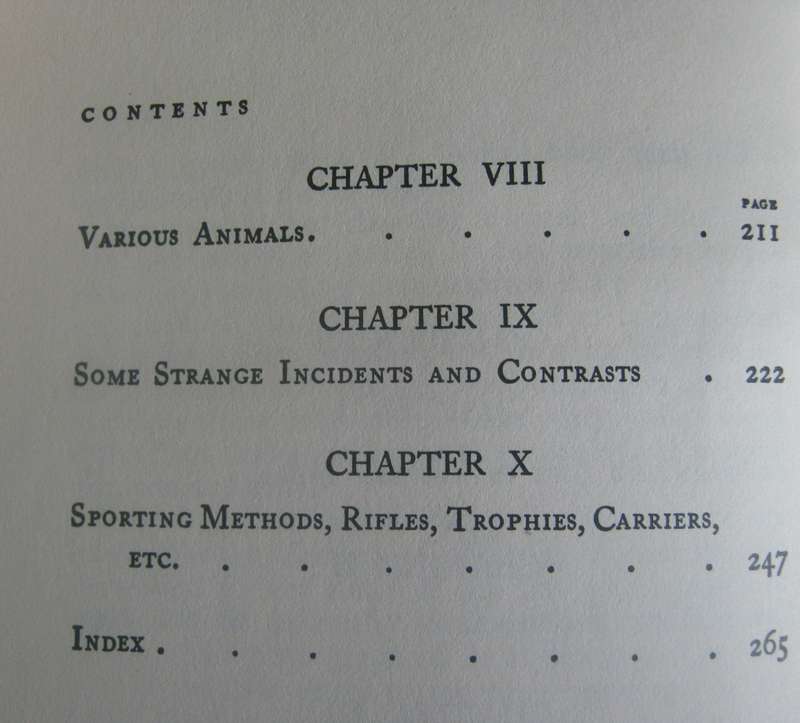 CONTENTS
CHAPTER VIII
PAGE
VARIOUS ANIMALS. . . . . . 211
CHAPTER IX
SOME STRANGE INCIDENTS AND CONTRASTS . 222
CHAPTER X
SPORTING METHODS, RIFLES, TROPHIES, CARRIERS,
ETC. . . . . . . . 247
INDEX . . . . . . . . 265